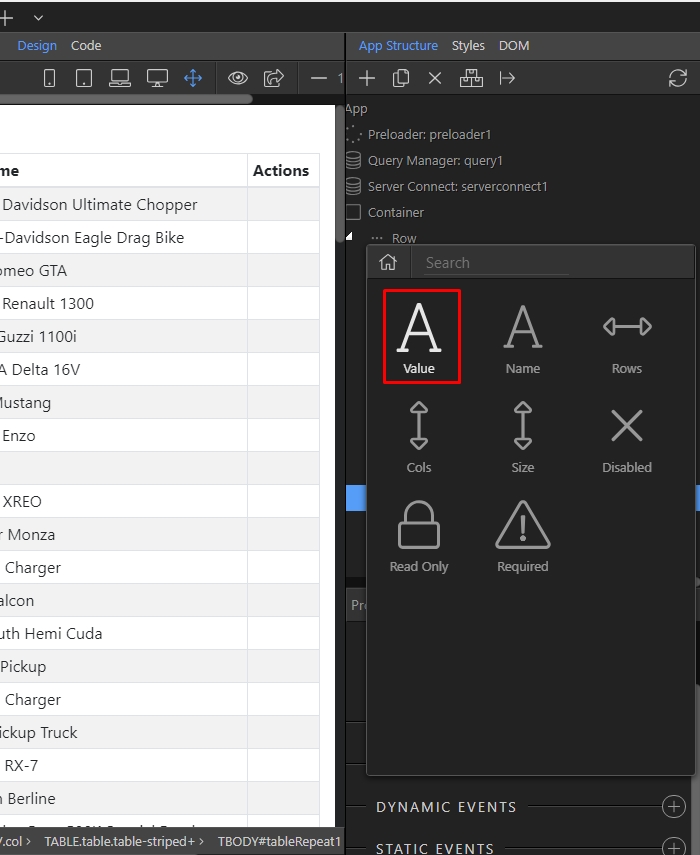 Design Code
App Structure Styles DOM
1
App
Preloader: preloader1
Query Manager: query1
Server Connect: serverconnect1
Container
Row
Search
Value Name Rows
Cols Size Disabled
Read Only Required
me Actions
Davidson Ultimate Chopper
-Davidson Eagle Drag Bike
omeo GTA
Renault 1300
Guzzi 1100i
A Delta 16V
Mustang
Enzo
XREO
r Monza
Charger
alcon
uth Hemi Cuda
Pickup
Charger
ickup Truck
RX-7
n Berline
Pr
DYNAMIC EVENTS
STATIC EVENTS
/.col > TABLE.table.table-striped+ > TBODY#tableRepeat1